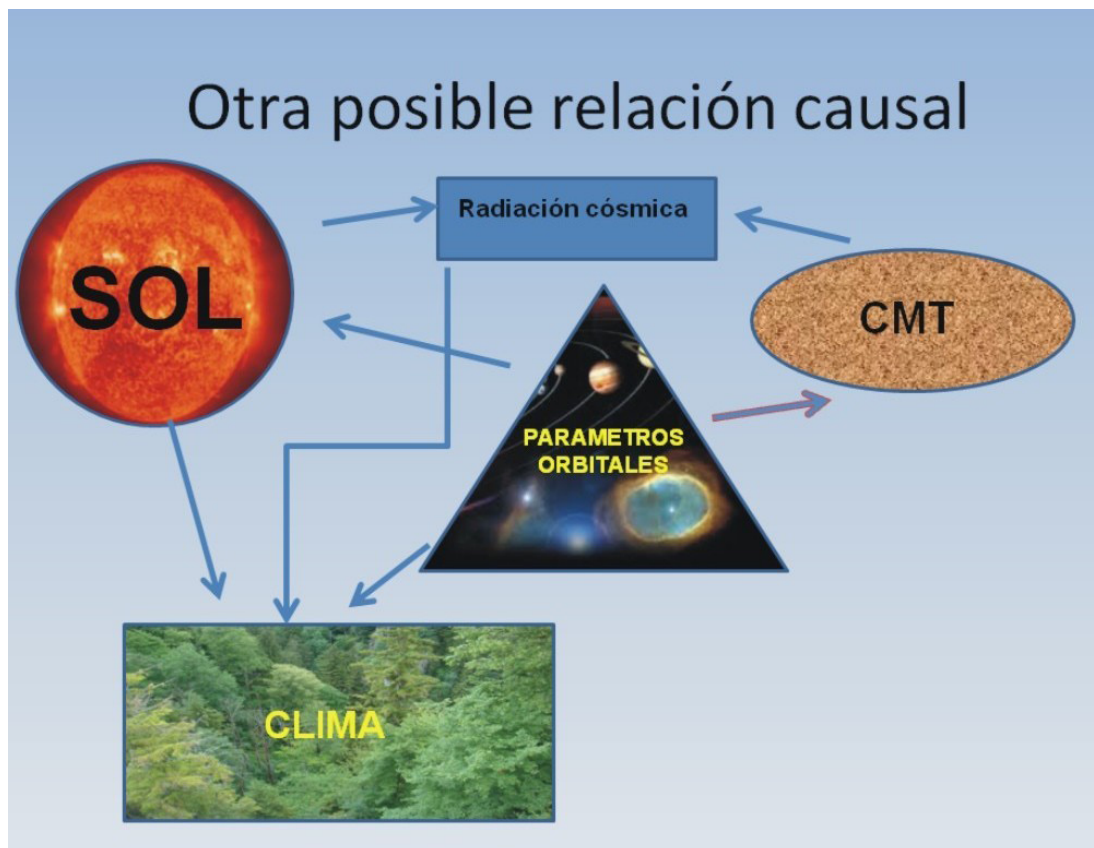 Otra posible relación causal
Radiación cósmica
SOL
CMT
PARAMETROS
ORBITALES
CLIMA